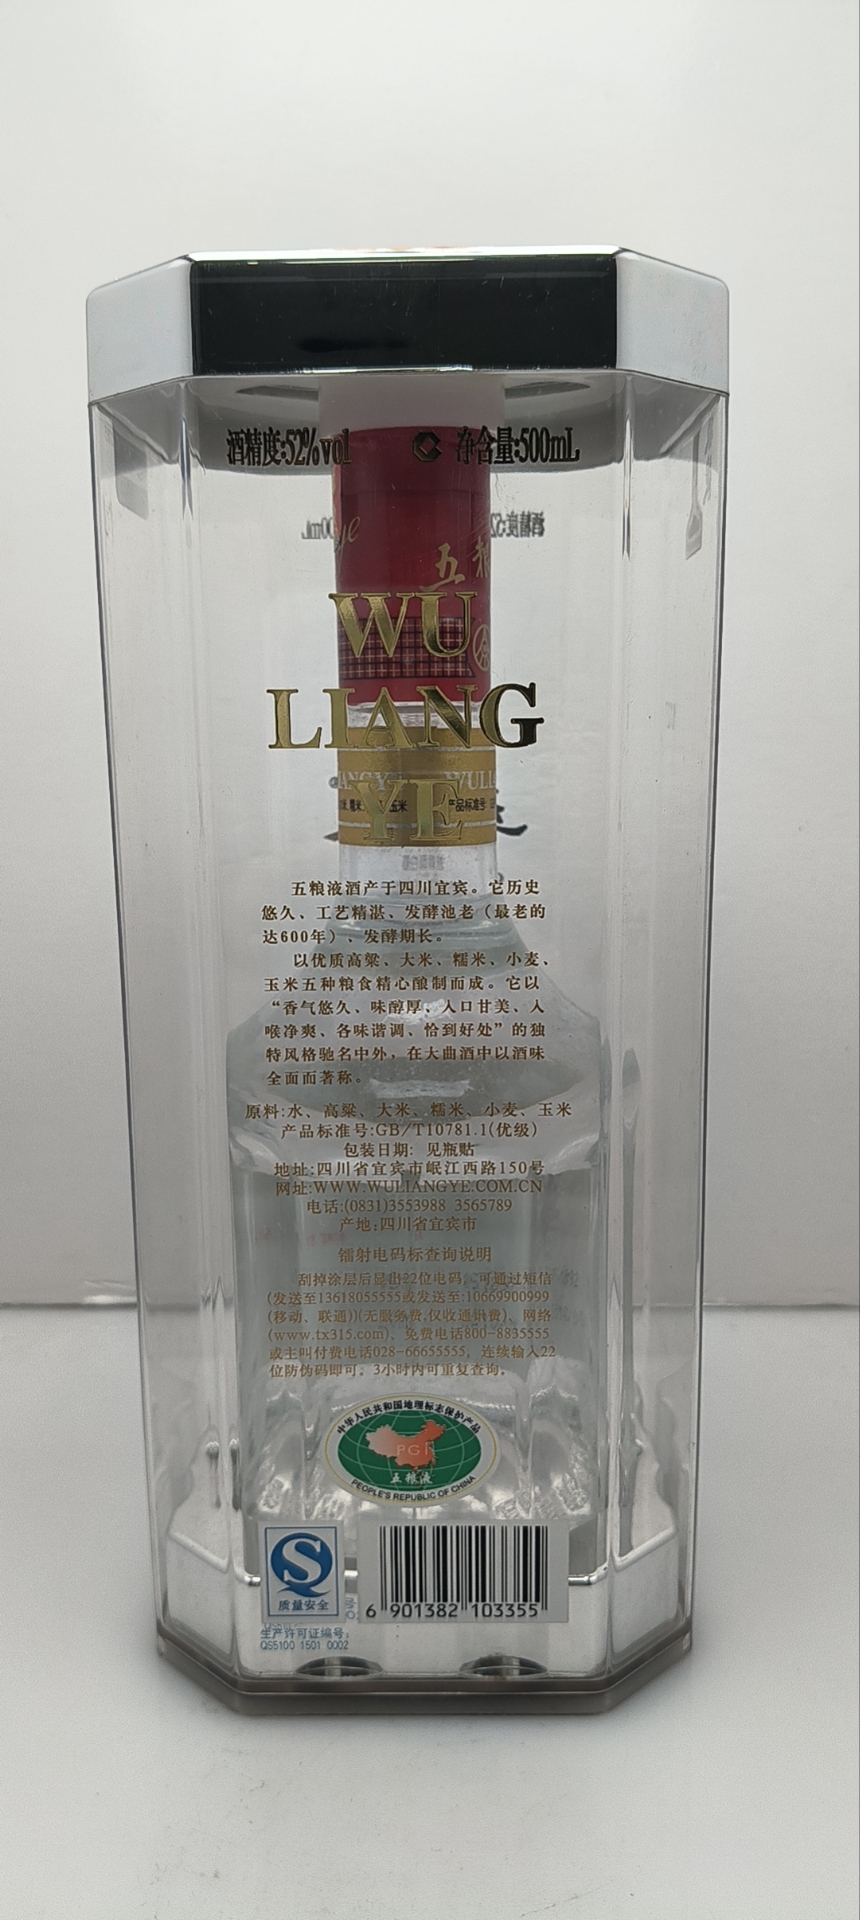 酒精度:52%vol 净含量:500mL
五粮
WU
LIANG
YE
产品标准号:
五粮液酒产于四川宜宾。它历史
悠久、工艺精湛、发酵池老（最老的
达600年）、发酵期长。
以优质高粱、大米、糯米、小麦、
玉米五种粮食精心酿制而成。它以
“香气悠久、味醇厚、入口甘美、入
喉净爽、各味谐调、恰到好处”的独
特风格驰名中外，在大曲酒中以酒味
全面而著称。
原料:水、高粱、大米、糯米、小麦、玉米
产品标准号:GB/T10781.1(优级)
包装日期: 见瓶贴
地址:四川省宜宾市岷江西路150号
网址:WWW.WULIANGYE.COM.CN
电话:(0831)3553988 3565789
产地:四川省宜宾市
镭射电码标查询说明
刮掉涂层后显出22位电码，可通过短信
(发送至13618055555或发送至:10669900999
(移动、联通))(无服务费,仅收通讯费)、网络
(www.tx315.com)、免费电话800-8835555
或主叫付费电话028-66655555，连续输入22
位防伪码即可。3小时内可重复查询。
中华人民共和国地理标志保护产品
PGI
五粮液
PEOPLE'S REPUBLIC OF CHINA
质量安全
6 901382 103355
生产许可证编号:
QS5100 1501 0002